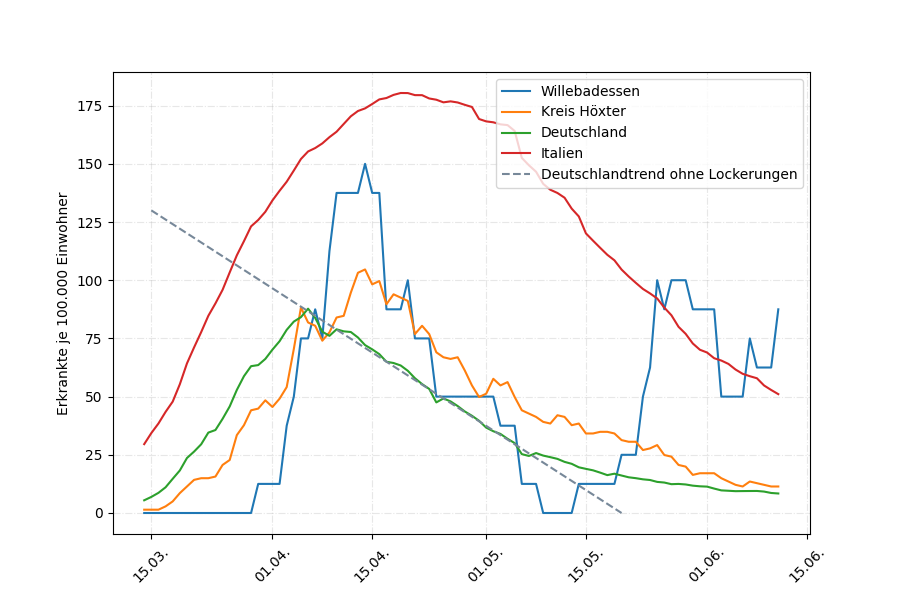 Willebadessen
Kreis Höxter
Deutschland
Italien
Deutschlandtrend ohne Lockerungen
Erkrankte je 100.000 Einwohner
175
150
125
100
75
50
25
0
15.03.
01.04.
15.04.
01.05.
15.05.
01.06.
15.06.